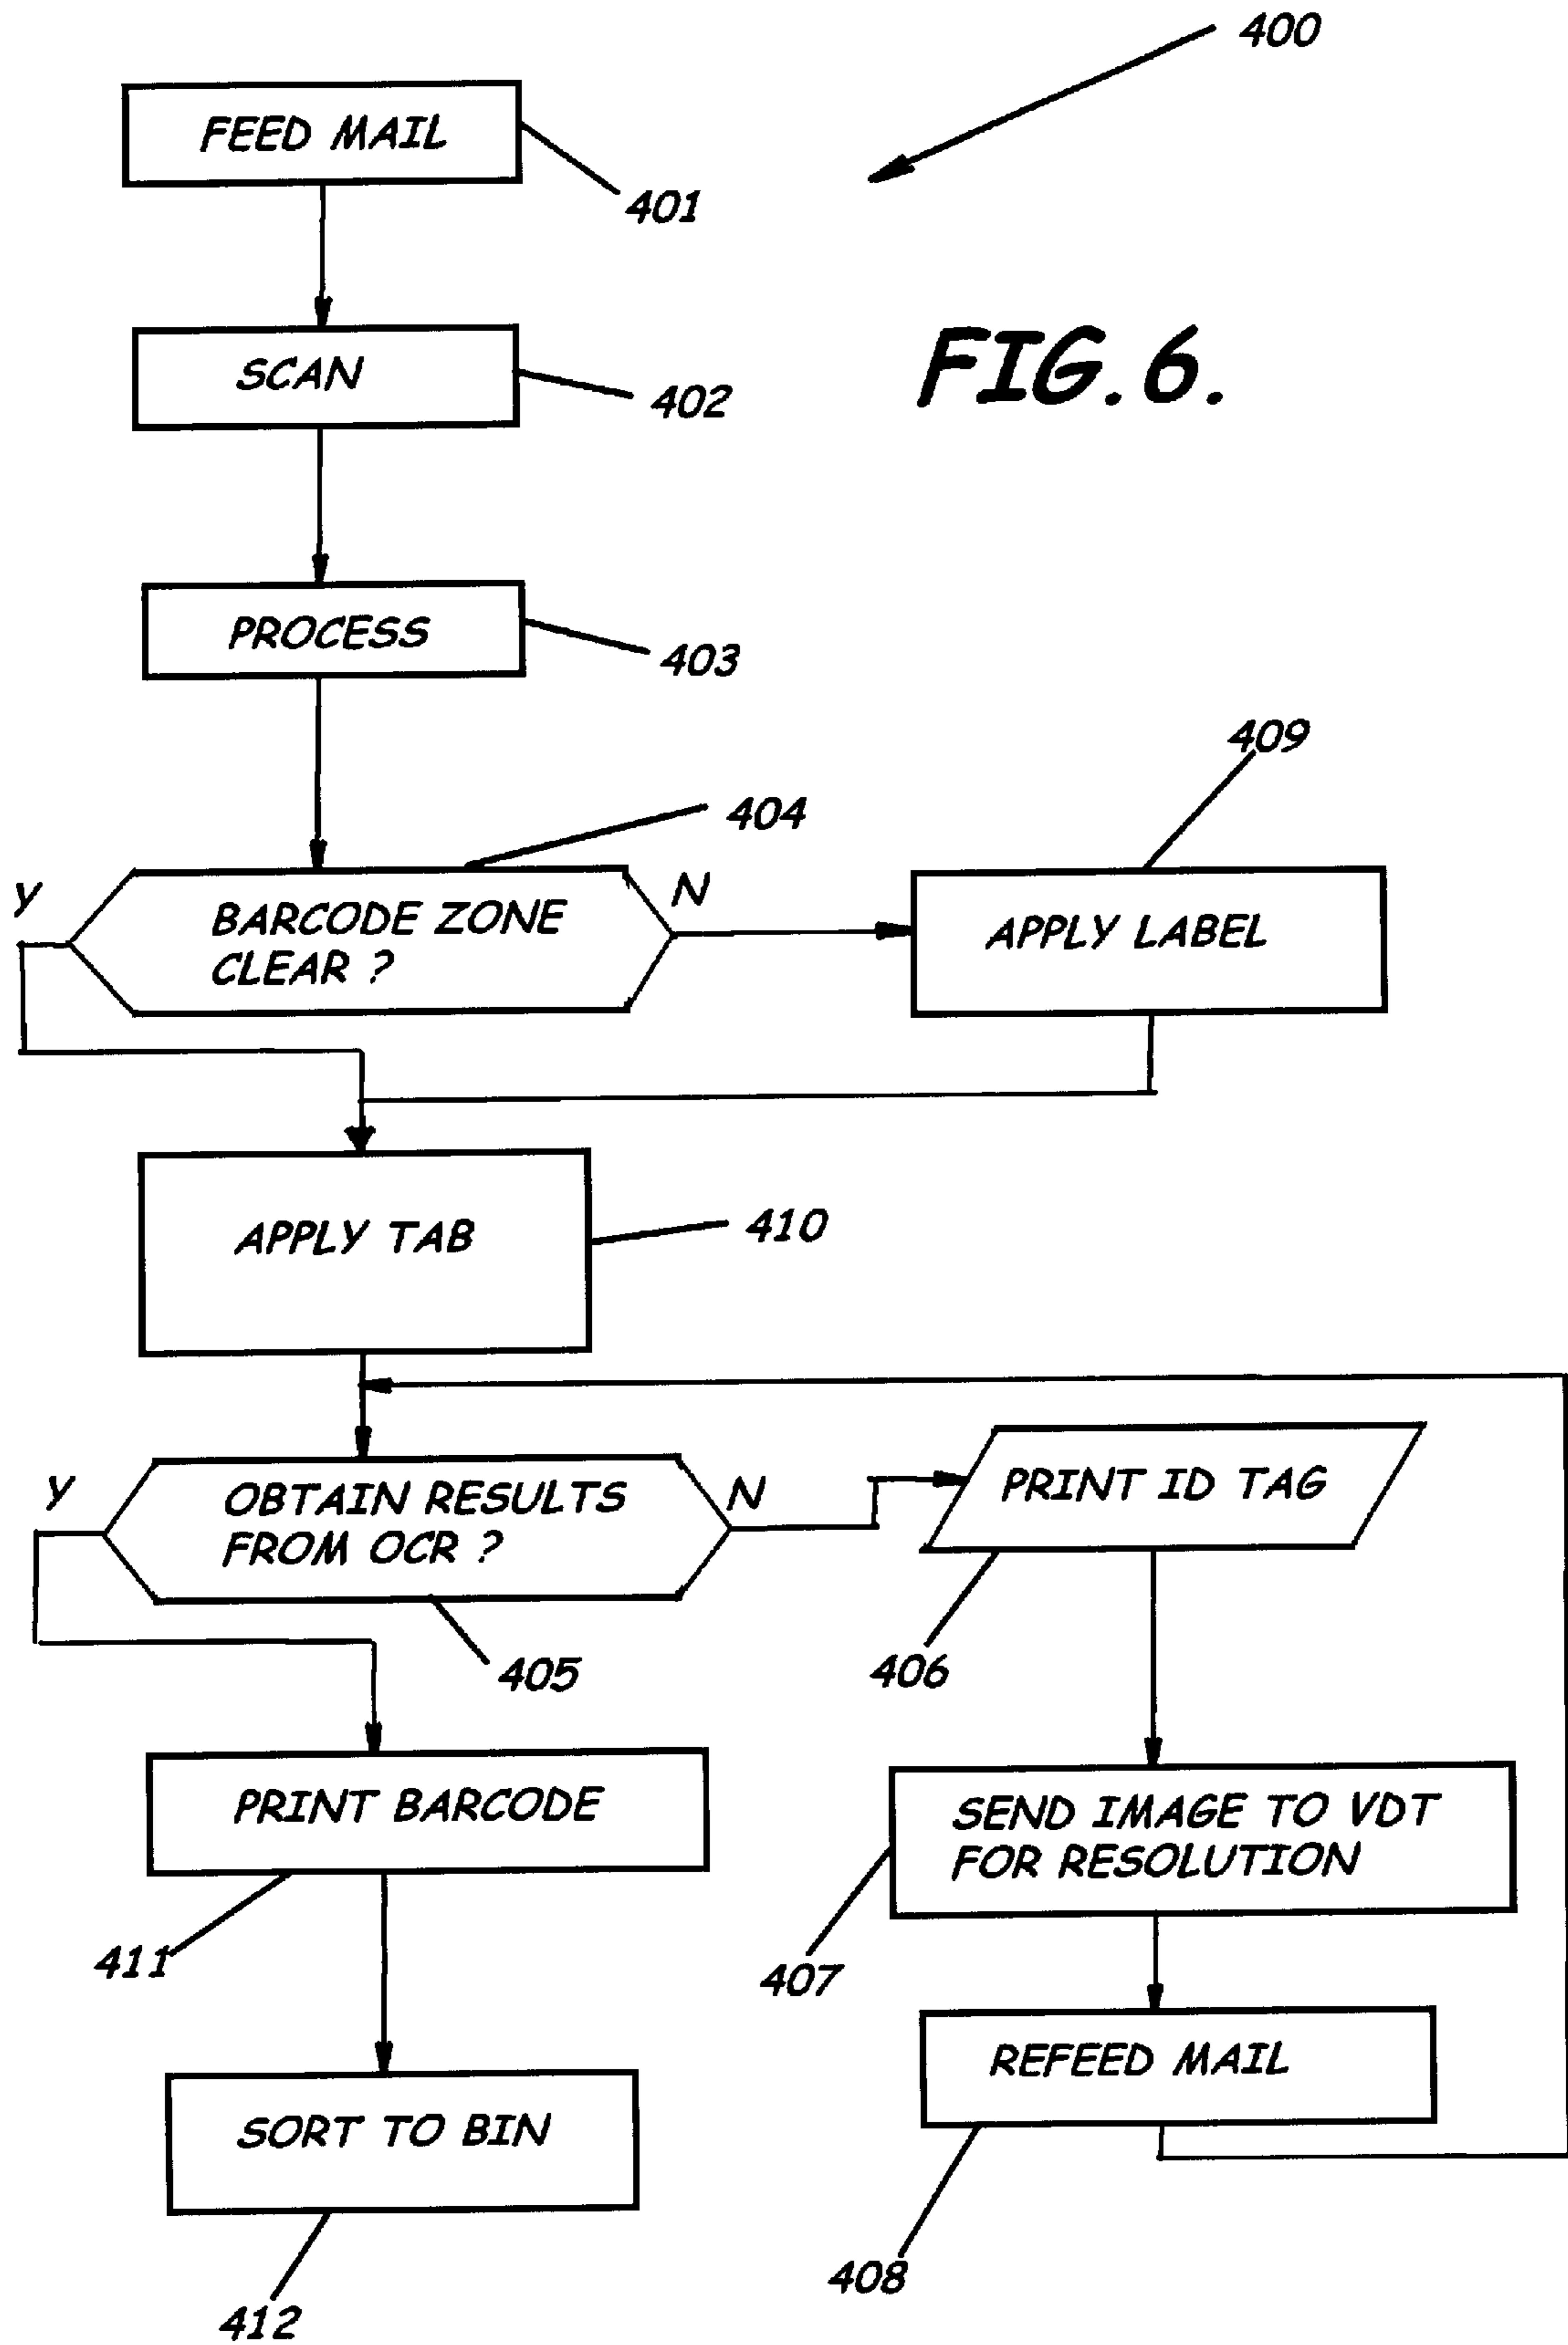 400
FEED MAIL
401
FIG. 6.
SCAN
402
PROCESS
403
409
404
Y
N
BARCODE ZONE
CLEAR ?
APPLY LABEL
APPLY TAB
410
Y
N
OBTAIN RESULTS
FROM OCR ?
PRINT ID TAG
405
406
PRINT BARCODE
SEND IMAGE TO VDT
FOR RESOLUTION
411
407
REFEED MAIL
SORT TO BIN
408
412